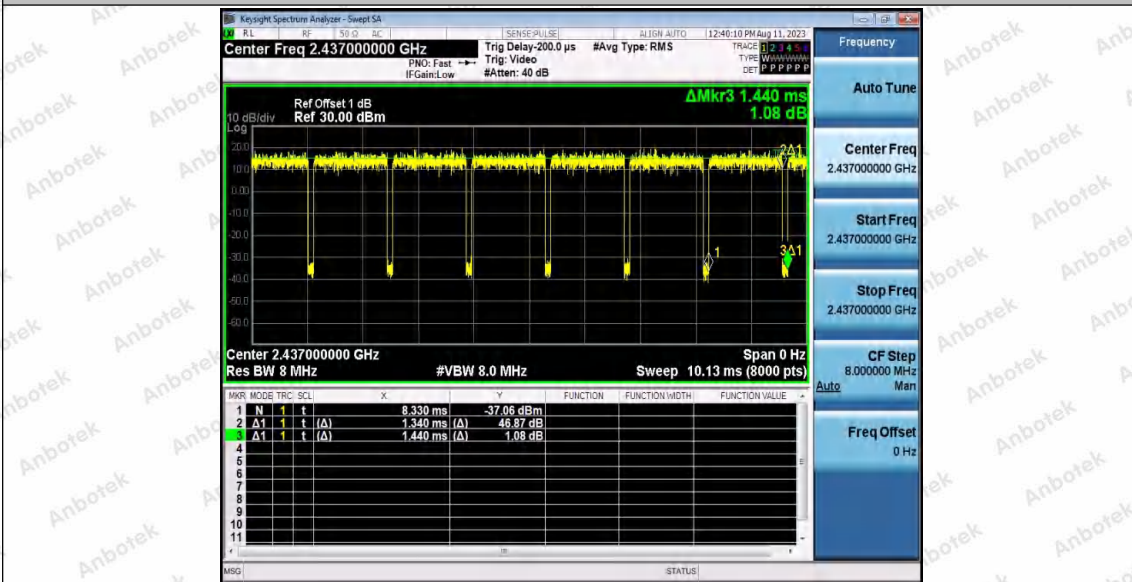 Keysight Spectrum Analyzer - Swept SA
RL RF 50 Ω AC SENSE:PULSE ALIGN AUTO 12:40:10 PM Aug 11, 2023
Center Freq 2.437000000 GHz
PNO: Fast
IFGain:Low
Trig Delay-200.0 µs
Trig: Video
#Atten: 40 dB
#Avg Type: RMS
TRACE 1 2 3 4 5 6
TYPE W
DET P P P P P P
ΔMkr3 1.440 ms
1.08 dB
Ref Offset 1 dB
10 dB/div Ref 30.00 dBm
Log
20.0
10.0
0.00
-10.0
-20.0
-30.0
-40.0
-50.0
-60.0
2Δ1
1
3Δ1
Center 2.437000000 GHz Span 0 Hz
Res BW 8 MHz #VBW 8.0 MHz Sweep 10.13 ms (8000 pts)
MKR MODE TRC SCL X Y FUNCTION FUNCTION WIDTH FUNCTION VALUE
1 N 1 t 8.330 ms -37.06 dBm
2 Δ1 1 t (Δ) 1.340 ms (Δ) 46.87 dB
3 Δ1 1 t (Δ) 1.440 ms (Δ) 1.08 dB
4
5
6
7
8
9
10
11
MSG STATUS
Frequency
Auto Tune
Center Freq
2.437000000 GHz
Start Freq
2.437000000 GHz
Stop Freq
2.437000000 GHz
CF Step
8.000000 MHz
Auto Man
Freq Offset
0 Hz
Anbotek